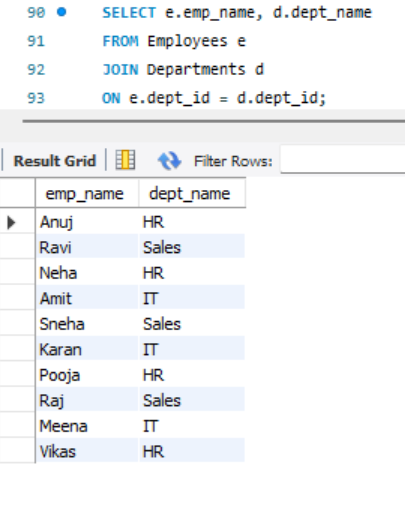 90 SELECT e.emp_name, d.dept_name
91 FROM Employees e
92 JOIN Departments d
93 ON e.dept_id = d.dept_id;
Result Grid Filter Rows:
emp_name dept_name
Anuj HR
Ravi Sales
Neha HR
Amit IT
Sneha Sales
Karan IT
Pooja HR
Raj Sales
Meena IT
Vikas HR